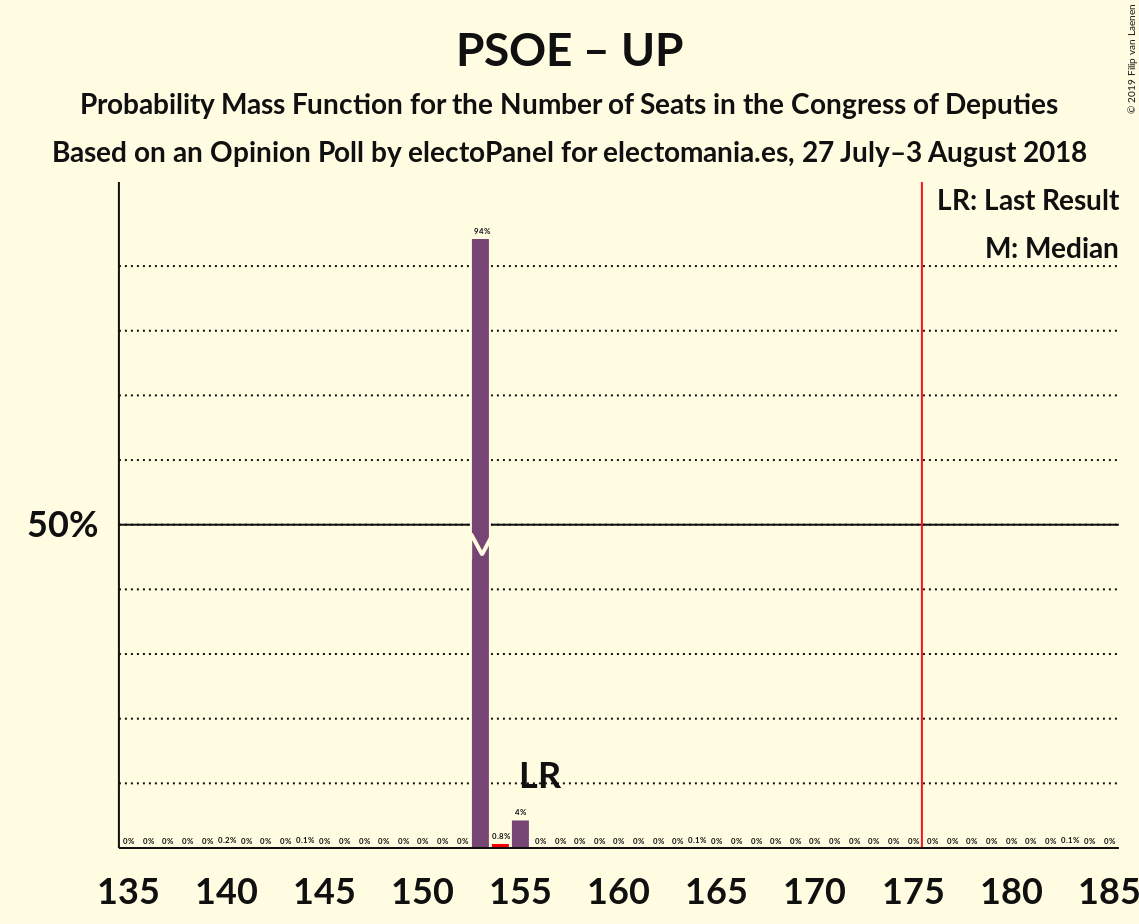 PSOE – UP
Probability Mass Function for the Number of Seats in the Congress of Deputies
Based on an Opinion Poll by electoPanel for electomania.es, 27 July–3 August 2018
© 2019 Filip van Laenen
LR: Last Result
M: Median
94%
50%
LR
4%
0% 0% 0% 0% 0% 0.2% 0% 0% 0% 0.1% 0% 0% 0% 0% 0% 0% 0% 0% 0.8% 0% 0% 0% 0% 0% 0% 0% 0% 0.1% 0% 0% 0% 0% 0% 0% 0% 0% 0% 0% 0% 0% 0% 0% 0% 0% 0% 0% 0.1% 0% 0%
135 140 145 150 155 160 165 170 175 180 185